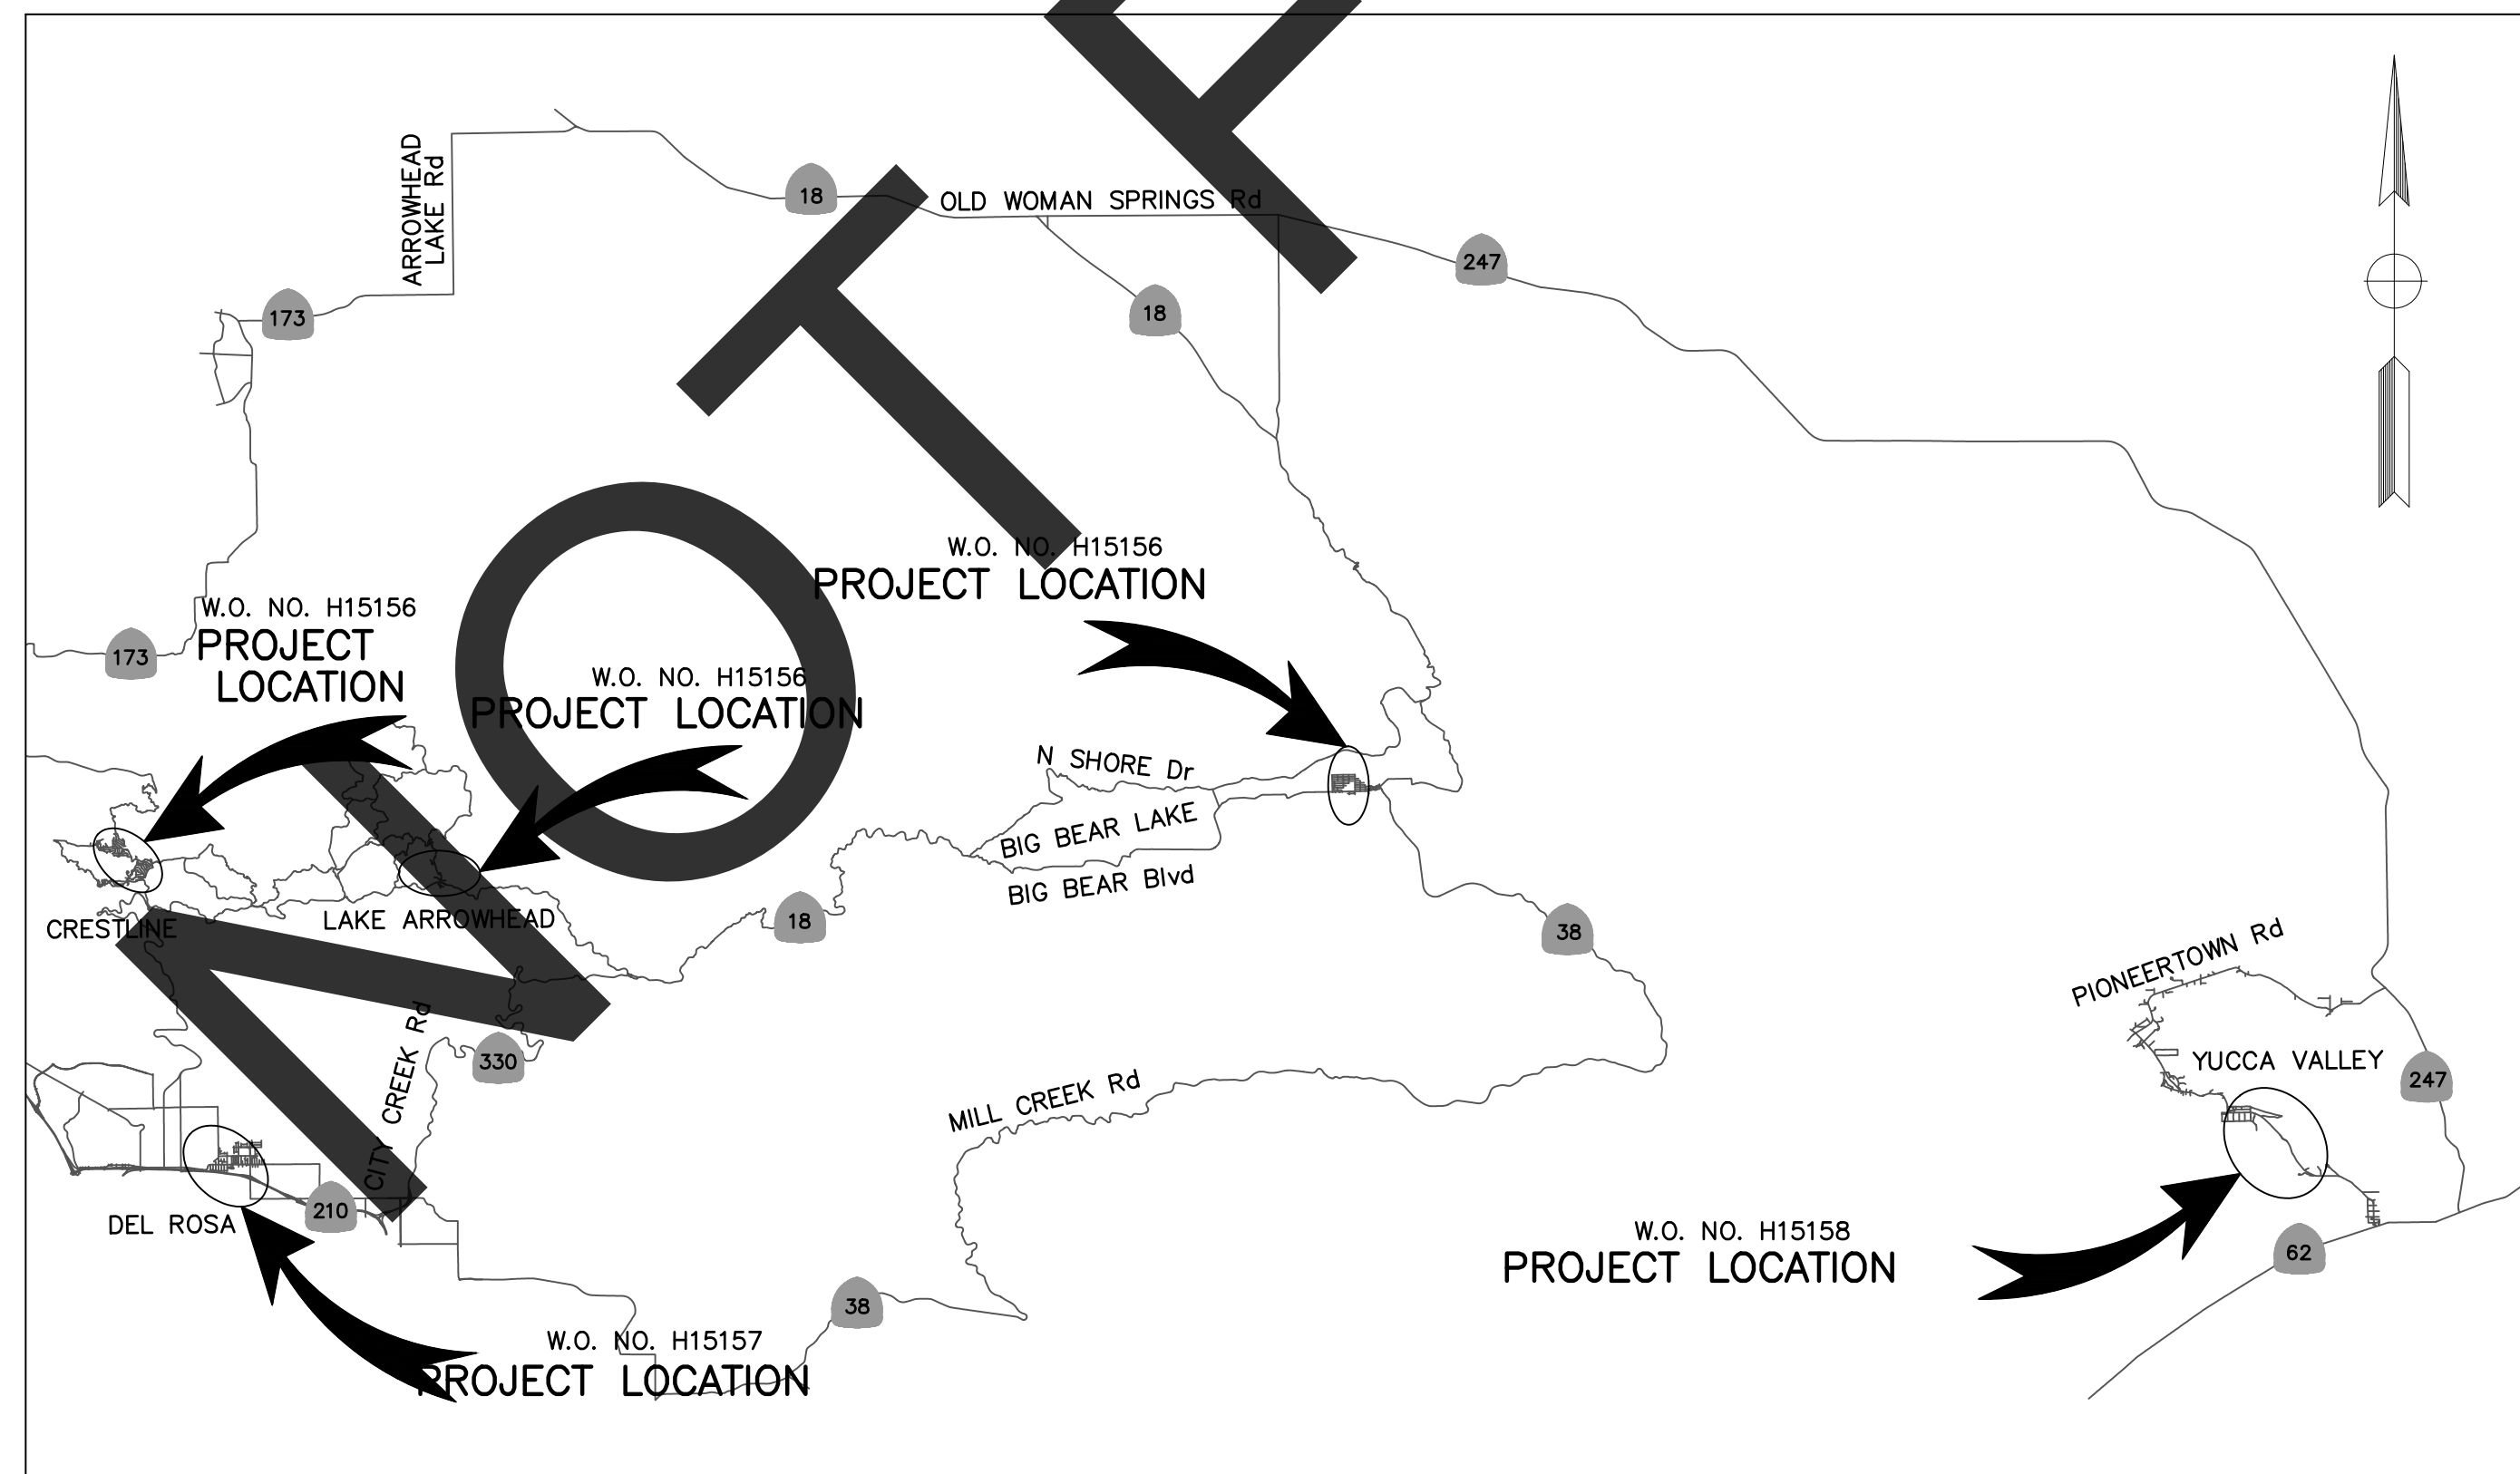 ARROWHEAD
LAKE Rd
18
OLD WOMAN SPRINGS Rd
247
173
18
W.O. NO. H15156
PROJECT LOCATION
W.O. NO. H15156
PROJECT
LOCATION
173
W.O. NO. H15156
PROJECT LOCATION
N SHORE Dr
BIG BEAR LAKE
BIG BEAR Blvd
CRESTLINE
LAKE ARROWHEAD
18
38
PIONEERTOWN Rd
CITY CREEK Rd
330
MILL CREEK Rd
YUCCA VALLEY
247
DEL ROSA
210
W.O. NO. H15158
PROJECT LOCATION
62
38
W.O. NO. H15157
PROJECT LOCATION
NOT